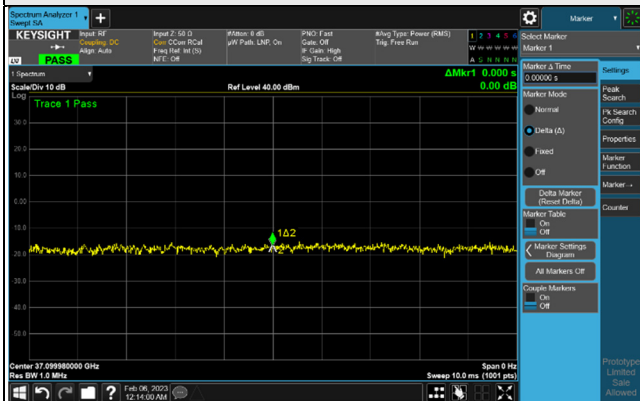 Spectrum Analyzer 1
Swept SA
+
Marker
KEYSIGHT
Input: RF
Coupling: DC
Align: Auto
Input Z: 50 Ω
Corr CCorr RCal
Freq Ref: Int (S)
NFE: Off
#Atten: 0 dB
µW Path: LNP, On
PNO: Fast
Gate: Off
IF Gain: High
Sig Track: Off
#Avg Type: Power (RMS)
Trig: Free Run
1 2 3 4 5 6
W W W W W W
A S N N N N
LXI
PASS
Select Marker
Marker 1
1 Spectrum
ΔMkr1 0.000 s
Scale/Div 10 dB
Ref Level 40.00 dBm
0.00 dB
Log
Trace 1 Pass
30.0
20.0
10.0
0.00
10.0
1Δ2
30.0
40.0
50.0
Center 37.099980000 GHz
Span 0 Hz
Res BW 1.0 MHz
Sweep 10.0 ms (1001 pts)
Marker Δ Time
0.00000 s
Marker Mode
Normal
Delta (Δ)
Fixed
Off
Delta Marker
(Reset Delta)
Marker Table
On
Off
Marker Settings
Diagram
All Markers Off
Couple Markers
On
Off
Settings
Peak
Search
Pk Search
Config
Properties
Marker
Function
Marker→
Counter
Prototype
Limited
Sale
Allowed
?
Feb 06, 2023
12:14:00 AM